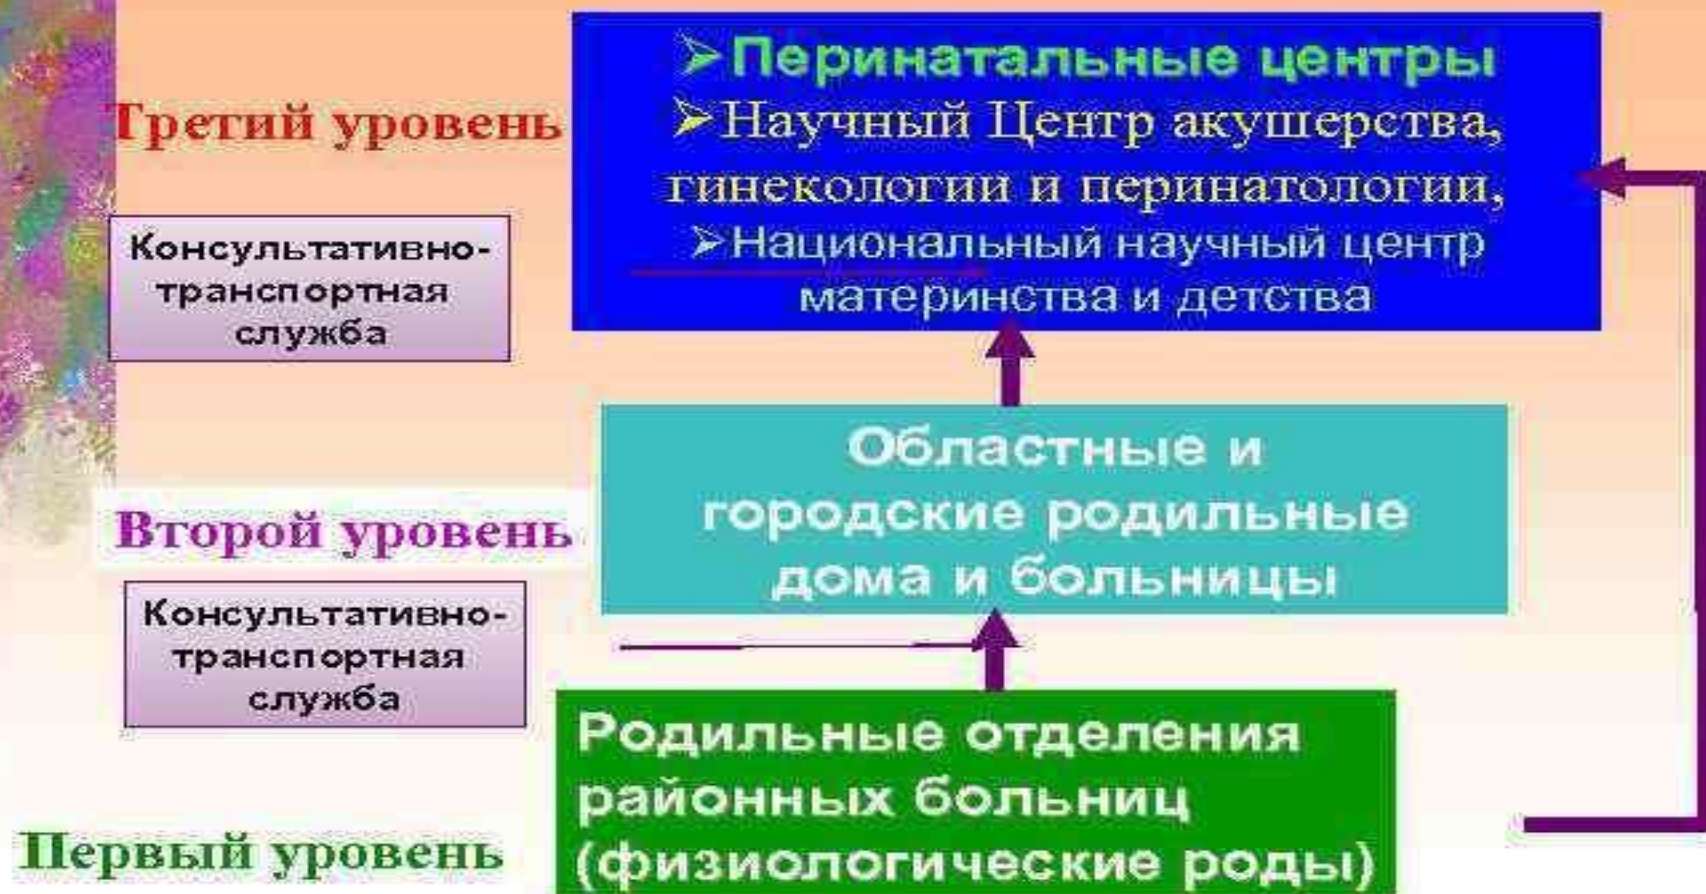 ➢Перинатальные центры
Третий уровень
➢Научный Центр акушерства,
гинекологии и перинатологии,
➢Национальный научный центр
материнства и детства
Консультативно-
транспортная
служба
Областные и
городские родильные
дома и больницы
Второй уровень
Консультативно-
транспортная
служба
Родильные отделения
районных больниц
(физиологические роды)
Первый уровень